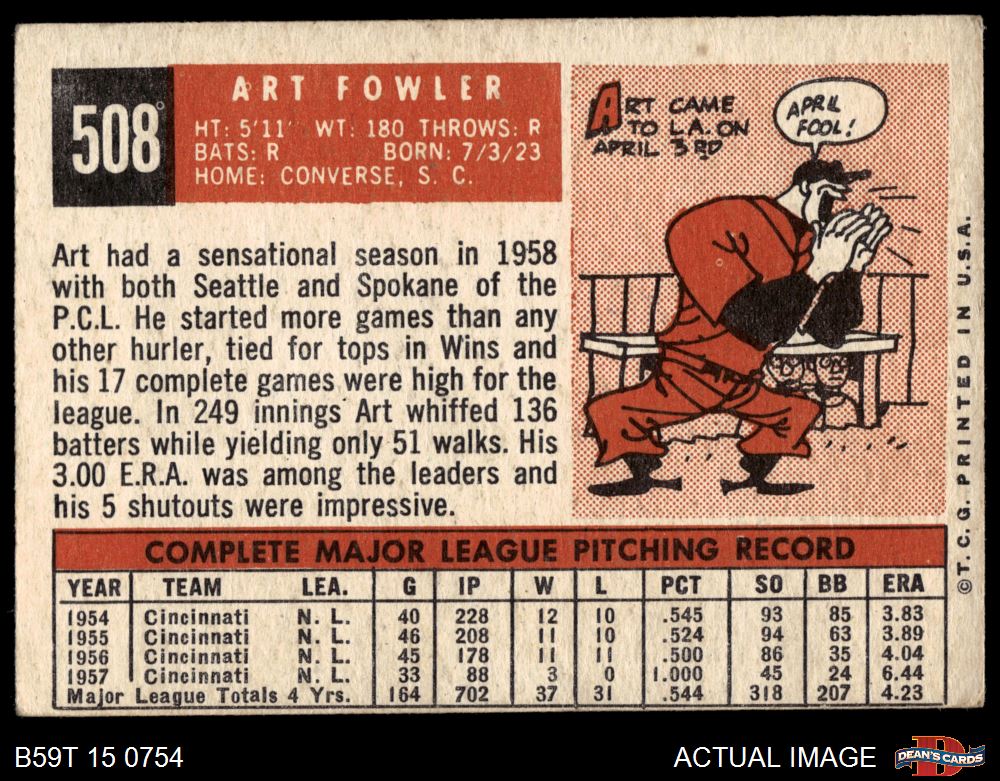 508
ART FOWLER
HT: 5'11" WT: 180 THROWS: R
BATS: R BORN: 7/3/23
HOME: CONVERSE, S. C.
ART CAME
TO L.A. ON
APRIL 3RD
APRIL
FOOL!
Art had a sensational season in 1958
with both Seattle and Spokane of the
P.C.L. He started more games than any
other hurler, tied for tops in Wins and
his 17 complete games were high for the
league. In 249 innings Art whiffed 136
batters while yielding only 51 walks. His
3.00 E.R.A. was among the leaders and
his 5 shutouts were impressive.
©T. C. G. PRINTED IN U.S.A.
COMPLETE MAJOR LEAGUE PITCHING RECORD
YEAR TEAM LEA. G IP W L PCT SO BB ERA
1954 Cincinnati N. L. 40 228 12 10 .545 93 85 3.83
1955 Cincinnati N. L. 46 208 11 10 .524 94 63 3.89
1956 Cincinnati N. L. 45 178 11 11 .500 86 35 4.04
1957 Cincinnati N. L. 33 88 3 0 1.000 45 24 6.44
Major League Totals 4 Yrs. 164 702 37 31 .544 318 207 4.23
B59T 15 0754
ACTUAL IMAGE
D
DEAN'S CARDS